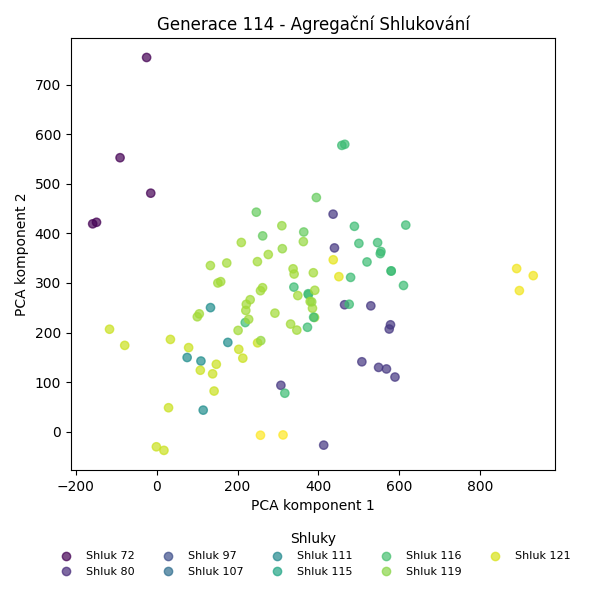 Generace 114 - Agregační Shlukování
PCA komponent 2
700
600
500
400
300
200
100
0
−200
0
200
400
600
800
PCA komponent 1
Shluky
Shluk 72
Shluk 97
Shluk 111
Shluk 116
Shluk 121
Shluk 80
Shluk 107
Shluk 115
Shluk 119